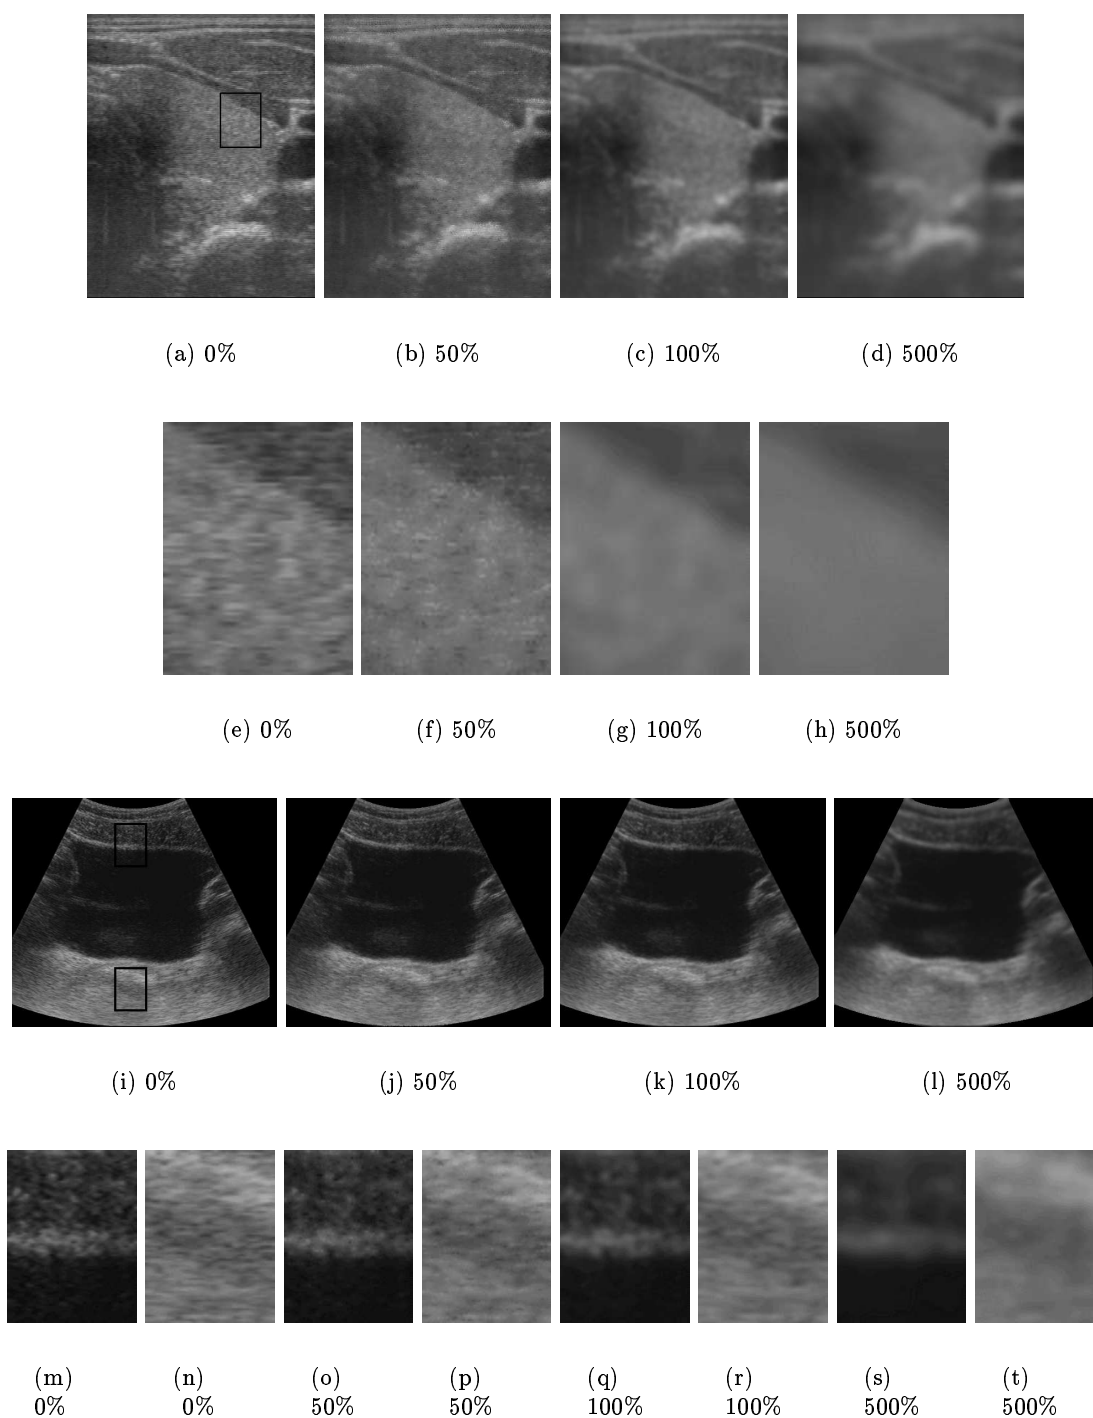 (a) 0% (b) 50% (c) 100% (d) 500%
(e) 0% (f) 50% (g) 100% (h) 500%
(i) 0% (j) 50% (k) 100% (l) 500%
(m) (n) (o) (p) (q) (r) (s) (t)
0% 0% 50% 50% 100% 100% 500% 500%